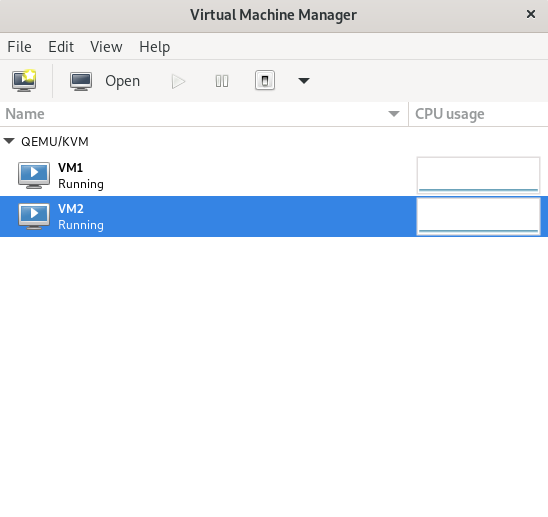 Virtual Machine Manager
File Edit View Help
Open
Name CPU usage
QEMU/KVM
VM1
Running
VM2
Running